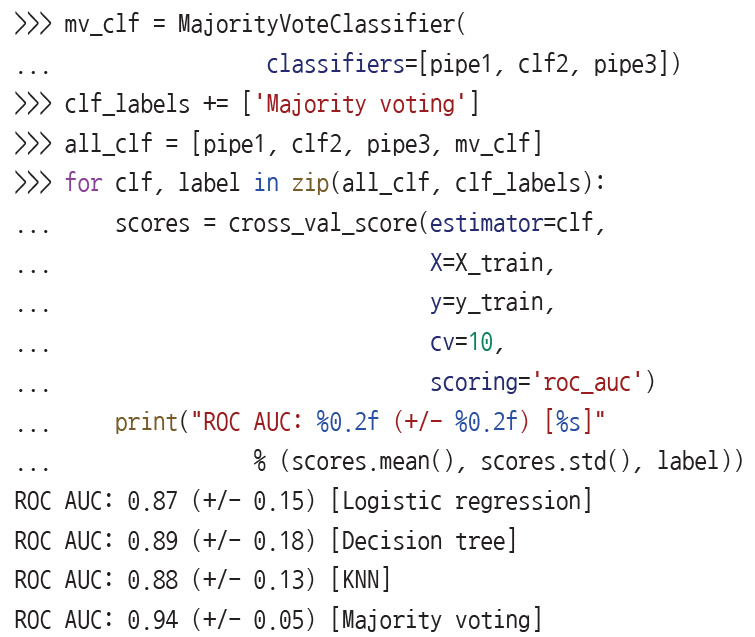 >>> mv_clf = MajorityVoteClassifier(
...                 classifiers=[pipe1, clf2, pipe3])
>>> clf_labels += ['Majority voting']
>>> all_clf = [pipe1, clf2, pipe3, mv_clf]
>>> for clf, label in zip(all_clf, clf_labels):
...     scores = cross_val_score(estimator=clf,
...                              X=X_train,
...                              y=y_train,
...                              cv=10,
...                              scoring='roc_auc')
...     print("ROC AUC: %0.2f (+/- %0.2f) [%s]"
...                % (scores.mean(), scores.std(), label))
ROC AUC: 0.87 (+/- 0.15) [Logistic regression]
ROC AUC: 0.89 (+/- 0.18) [Decision tree]
ROC AUC: 0.88 (+/- 0.13) [KNN]
ROC AUC: 0.94 (+/- 0.05) [Majority voting]